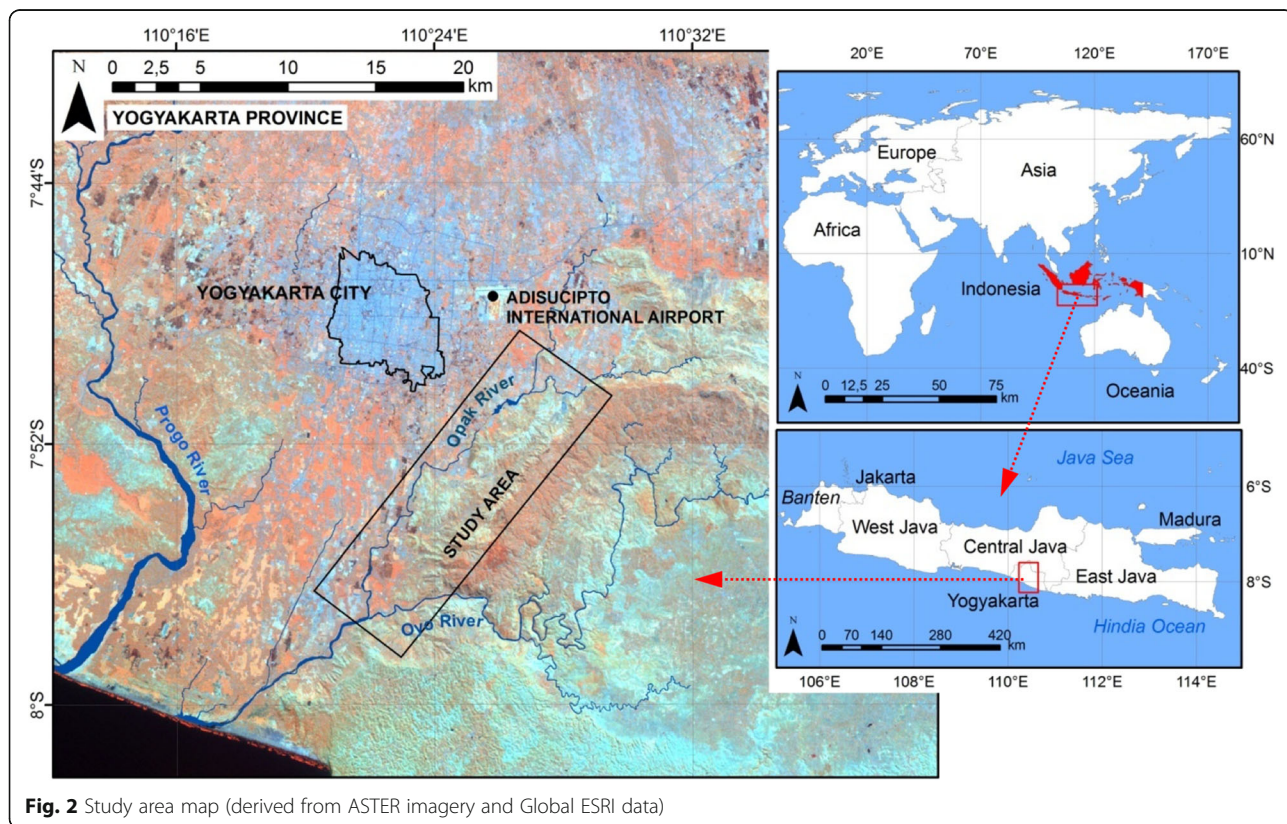 110°16'E 110°24'E 110°32'E
N
0 2,5 5 10 15 20
km
YOGYAKARTA PROVINCE
7°44'S
YOGYAKARTA CITY
ADISUCIPTO
INTERNATIONAL AIRPORT
Opak River
7°52'S
Progo River
STUDY AREA
Oyo River
8°S
20°E 70°E 120°E 170°E
60°N
Europe
Asia
Africa
10°N
Indonesia
Oceania
40°S
N
0 12,5 25 50 75
km
Java Sea
Jakarta
6°S
Banten
West Java
Madura
Central Java
East Java
8°S
Yogyakarta
Hindia Ocean
N
0 70 140 280 420
km
106°E 108°E 110°E 112°E 114°E
Fig. 2 Study area map (derived from ASTER imagery and Global ESRI data)